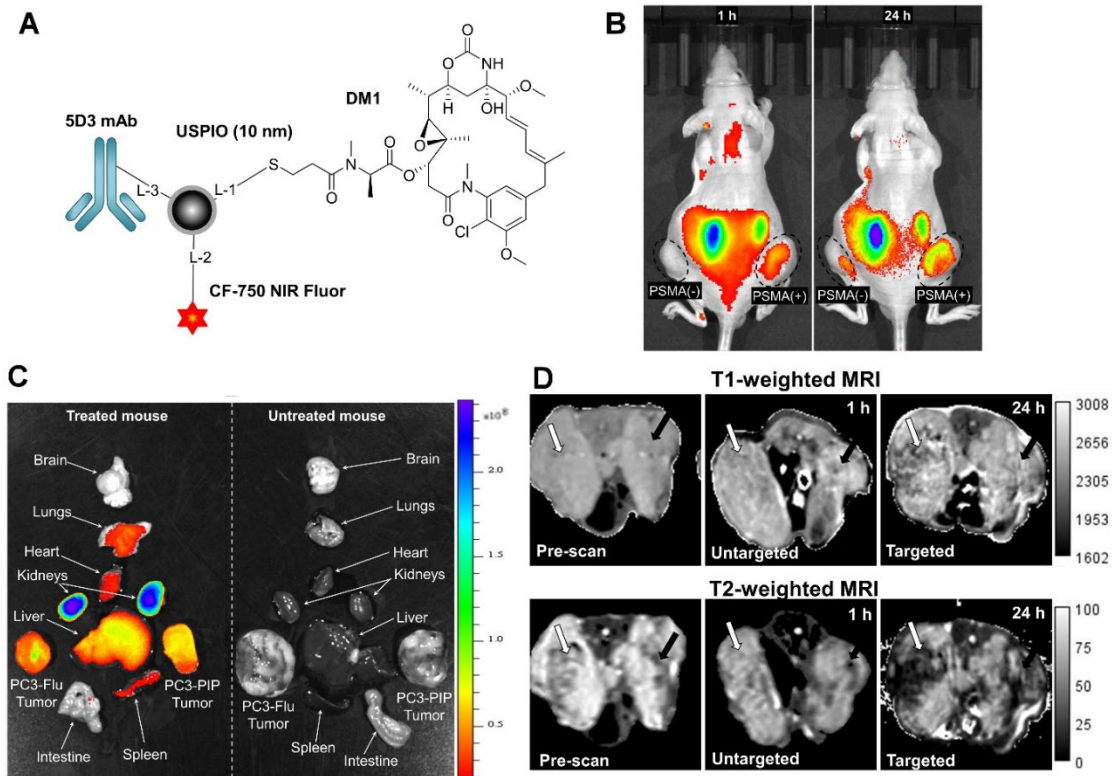 A
5D3 mAb
USPIO (10 nm)
DM1
L-3
L-1
L-2
CF-750 NIR Fluor
S
O
N
O
O
O
O
O
NH
OH
O
H
N
O
Cl
O
B
1 h
24 h
PSMA(-)
PSMA(+)
PSMA(-)
PSMA(+)
C
Treated mouse
Untreated mouse
Brain
Lungs
Heart
Kidneys
Liver
PC3-Flu
Tumor
PC3-PIP
Tumor
Intestine
Spleen
Brain
Lungs
Heart
Kidneys
Liver
PC3-Flu
Tumor
PC3-PIP
Tumor
Spleen
Intestine
x10⁸
2.0
1.5
1.0
0.5
D
T1-weighted MRI
Pre-scan
1 h
Untargeted
24 h
Targeted
3008
2656
2305
1953
1602
T2-weighted MRI
Pre-scan
1 h
Untargeted
24 h
Targeted
100
75
50
25
0